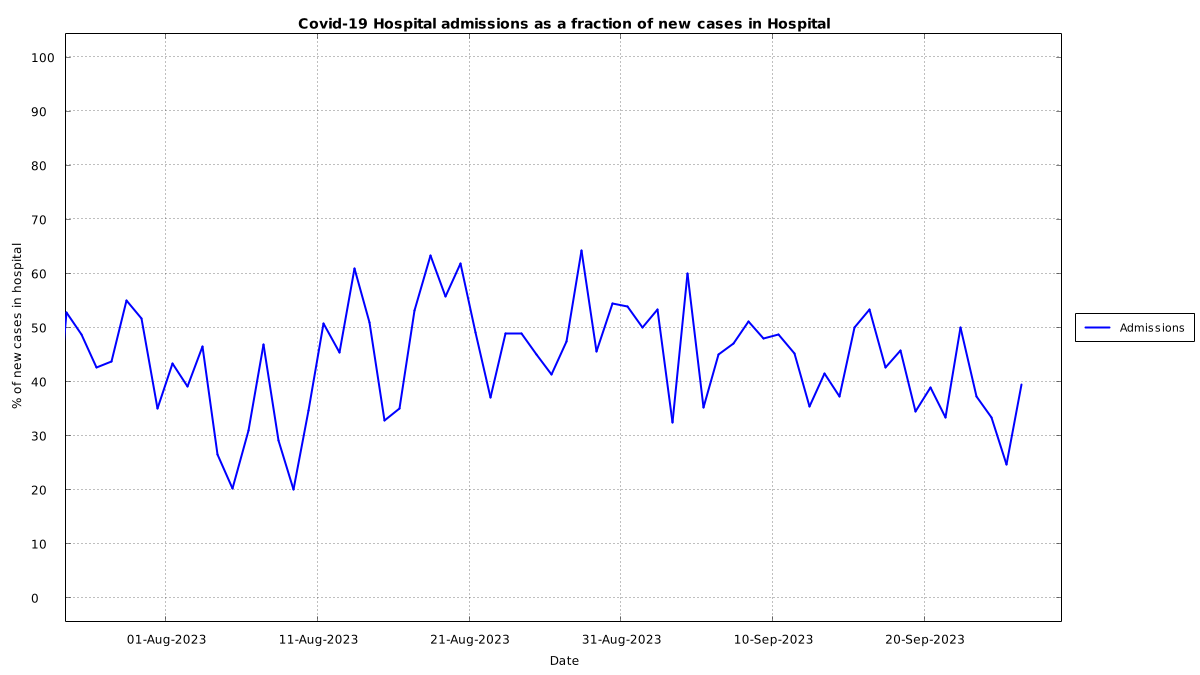 Covid-19 Hospital admissions as a fraction of new cases in Hospital
100
90
80
70
60
50
40
30
20
10
0
% of new cases in hospital
01-Aug-2023
11-Aug-2023
21-Aug-2023
31-Aug-2023
10-Sep-2023
20-Sep-2023
Date
Admissions